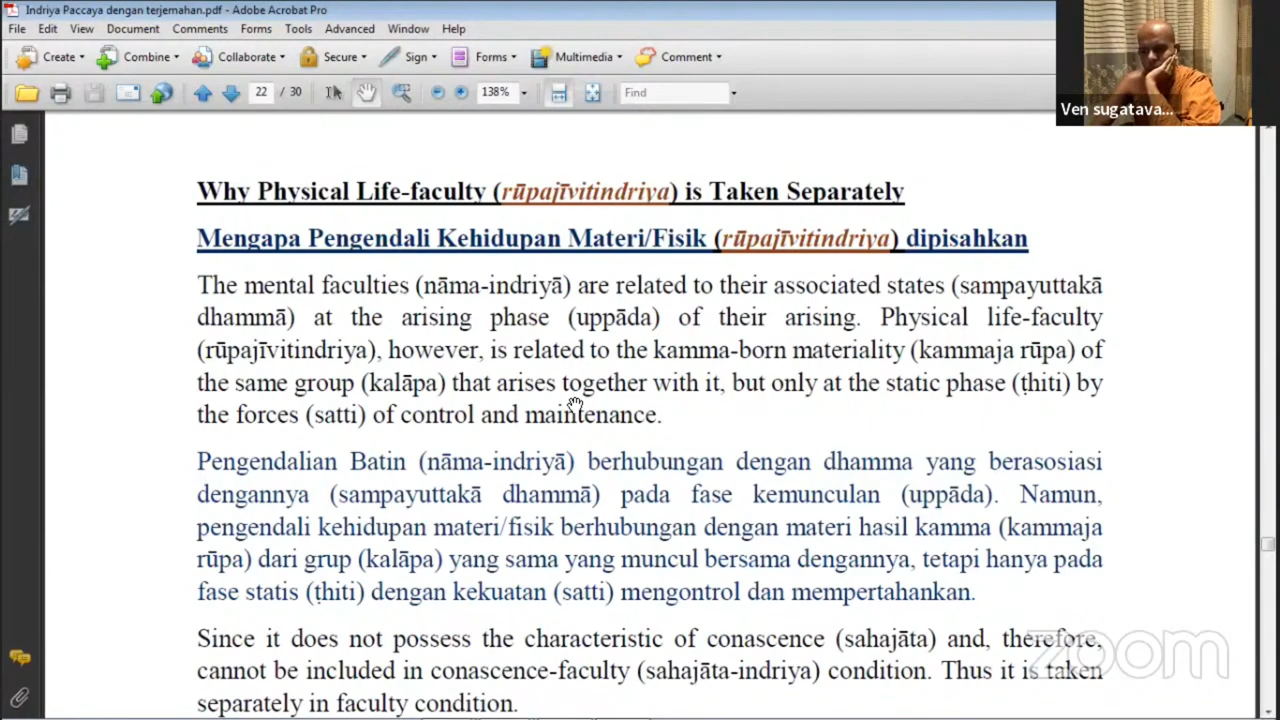 Indriya Paccaya dengan terjemahan.pdf - Adobe Acrobat Pro
File Edit View Document Comments Forms Tools Advanced Window Help
Create Combine Collaborate Secure Sign Forms Multimedia Comment
22 / 30 138% Find
Ven sugatava...
Why Physical Life-faculty (rūpajīvitindriya) is Taken Separately
Mengapa Pengendali Kehidupan Materi/Fisik (rūpajīvitindriya) dipisahkan
The mental faculties (nāma-indriyā) are related to their associated states (sampayuttakā
dhammā) at the arising phase (uppāda) of their arising. Physical life-faculty
(rūpajīvitindriya), however, is related to the kamma-born materiality (kammaja rūpa) of
the same group (kalāpa) that arises together with it, but only at the static phase (ṭhiti) by
the forces (satti) of control and maintenance.
Pengendalian Batin (nāma-indriyā) berhubungan dengan dhamma yang berasosiasi
dengannya (sampayuttakā dhammā) pada fase kemunculan (uppāda). Namun,
pengendali kehidupan materi/fisik berhubungan dengan materi hasil kamma (kammaja
rūpa) dari grup (kalāpa) yang sama yang muncul bersama dengannya, tetapi hanya pada
fase statis (ṭhiti) dengan kekuatan (satti) mengontrol dan mempertahankan.
Since it does not possess the characteristic of conascence (sahajāta) and, therefore,
cannot be included in conascence-faculty (sahajāta-indriya) condition. Thus it is taken
separately in faculty condition.
zoom